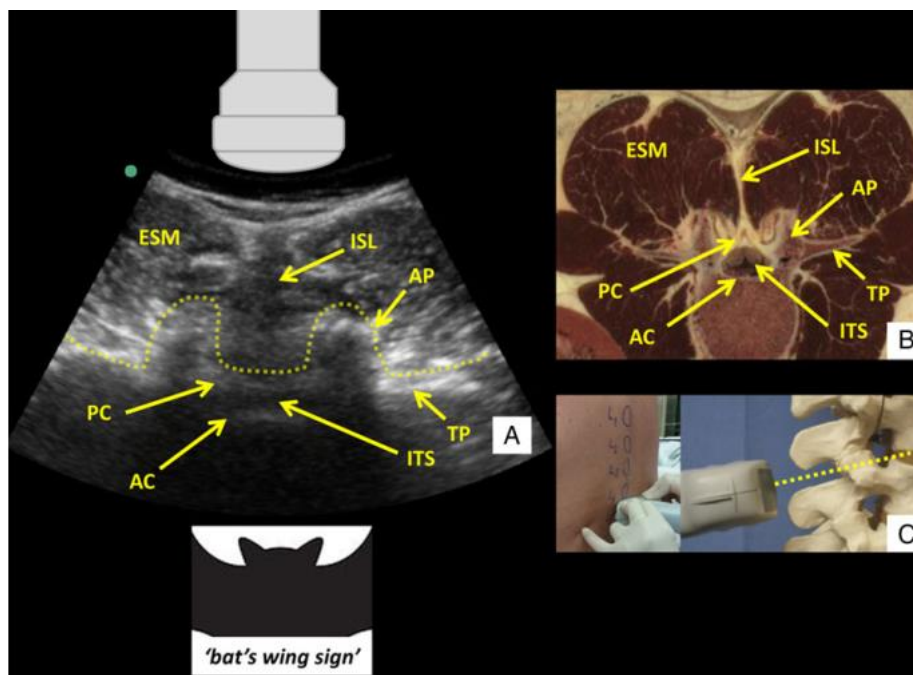 ESM
ISL
AP
PC
AC
ITS
TP
A
'bat's wing sign'
ESM
ISL
AP
PC
AC
ITS
TP
B
C